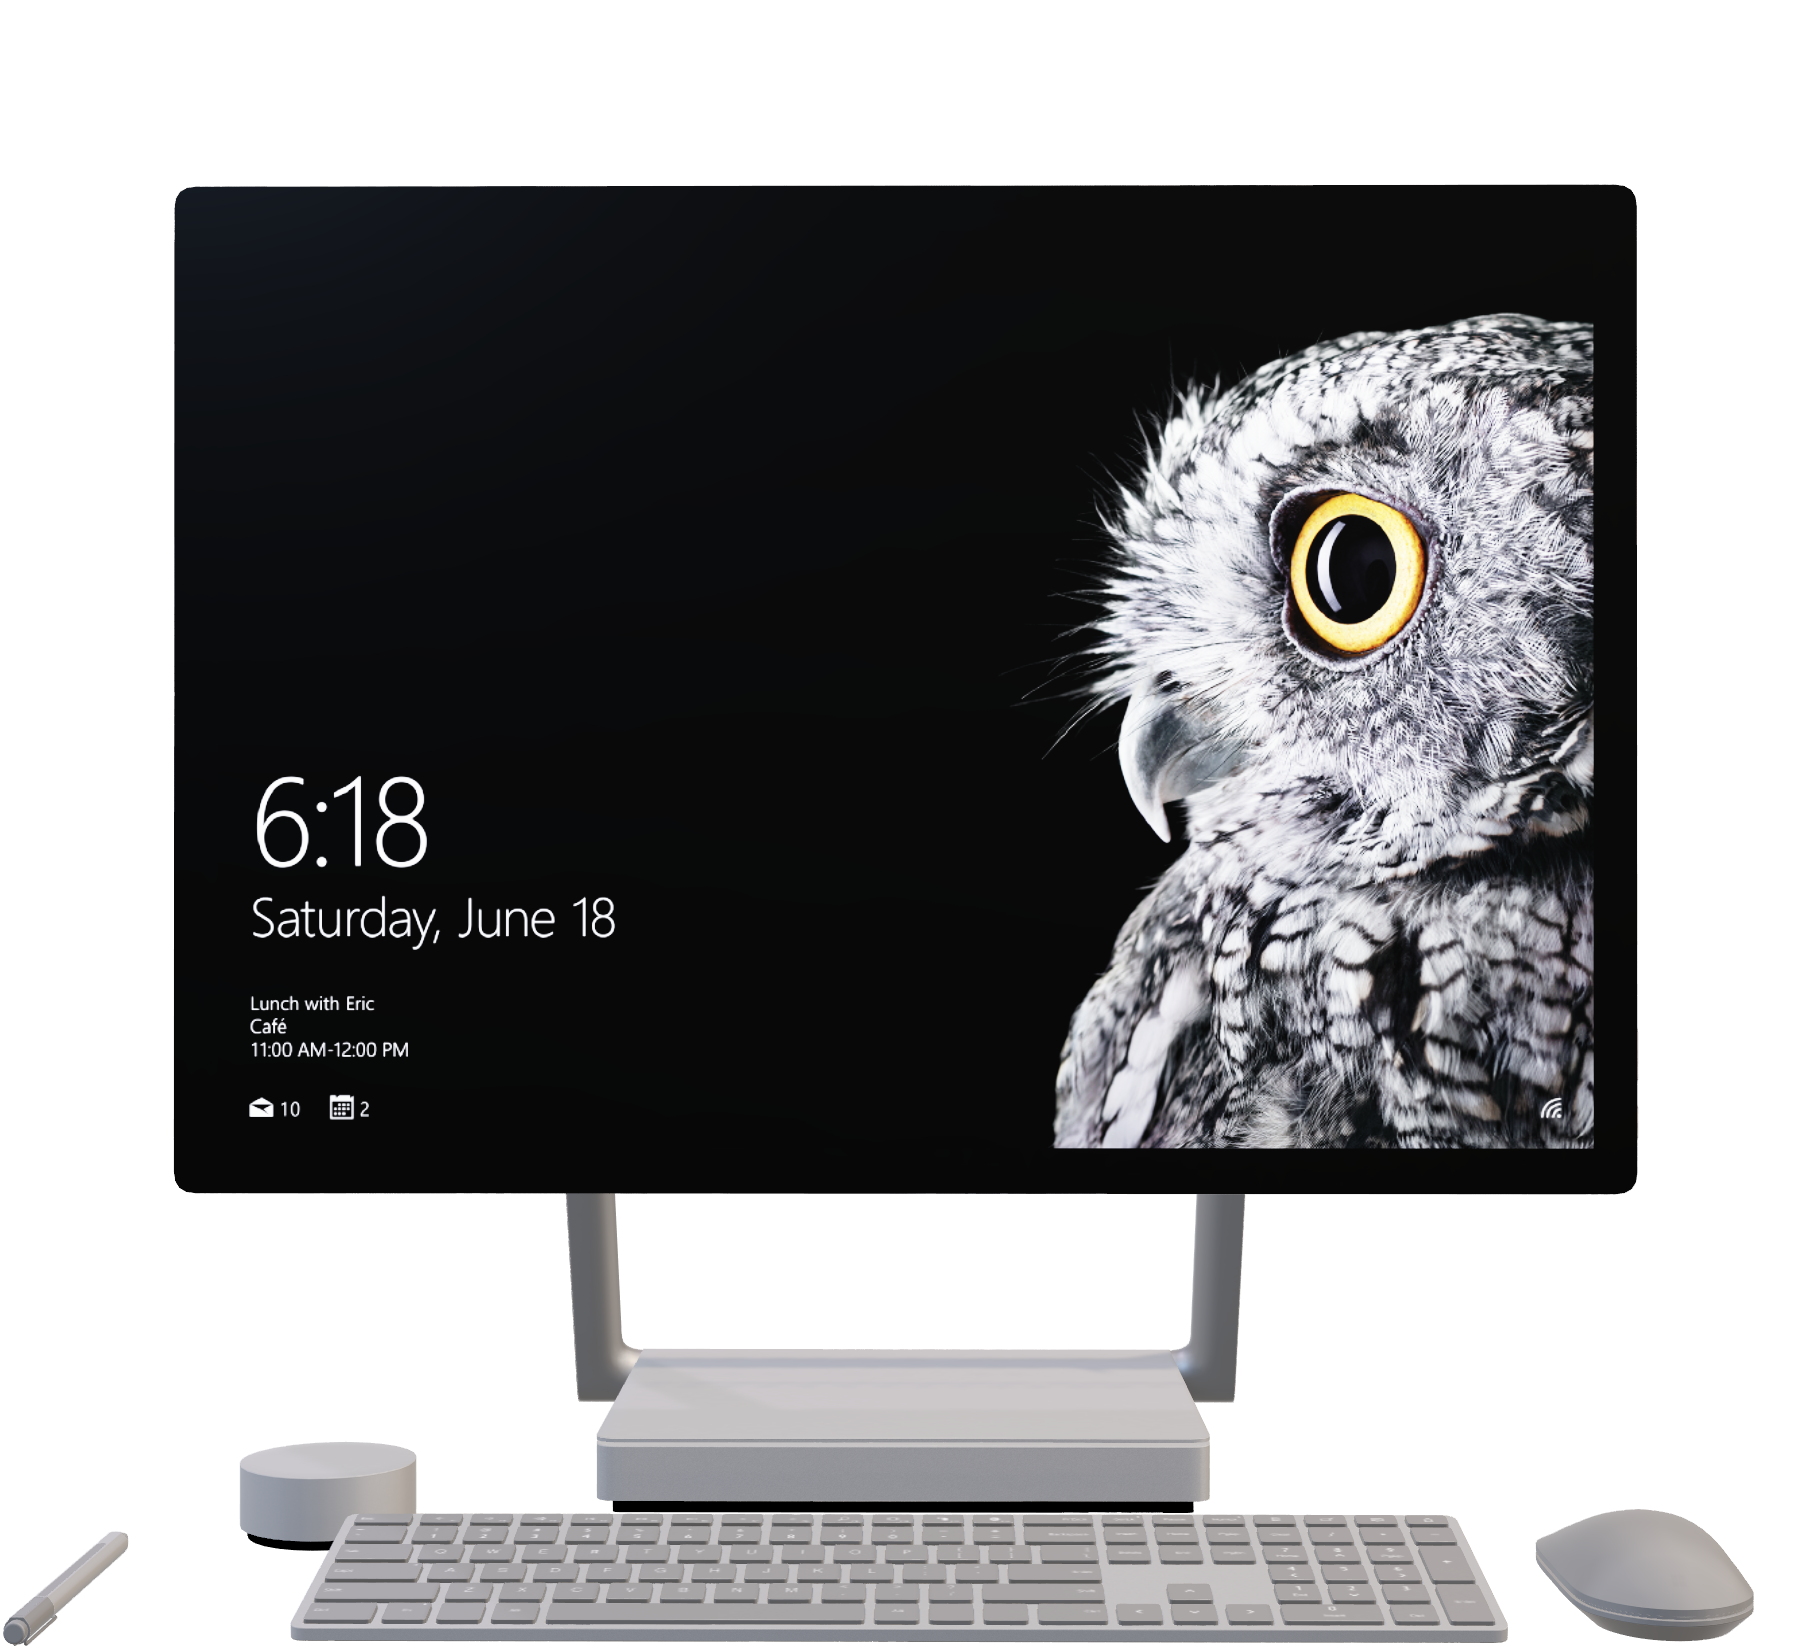 6:18
Saturday, June 18
Lunch with Eric
Café
11:00 AM-12:00 PM
10 2
Q W E R T Y U I O P
A S D F G H J K L
Z X C V B N M